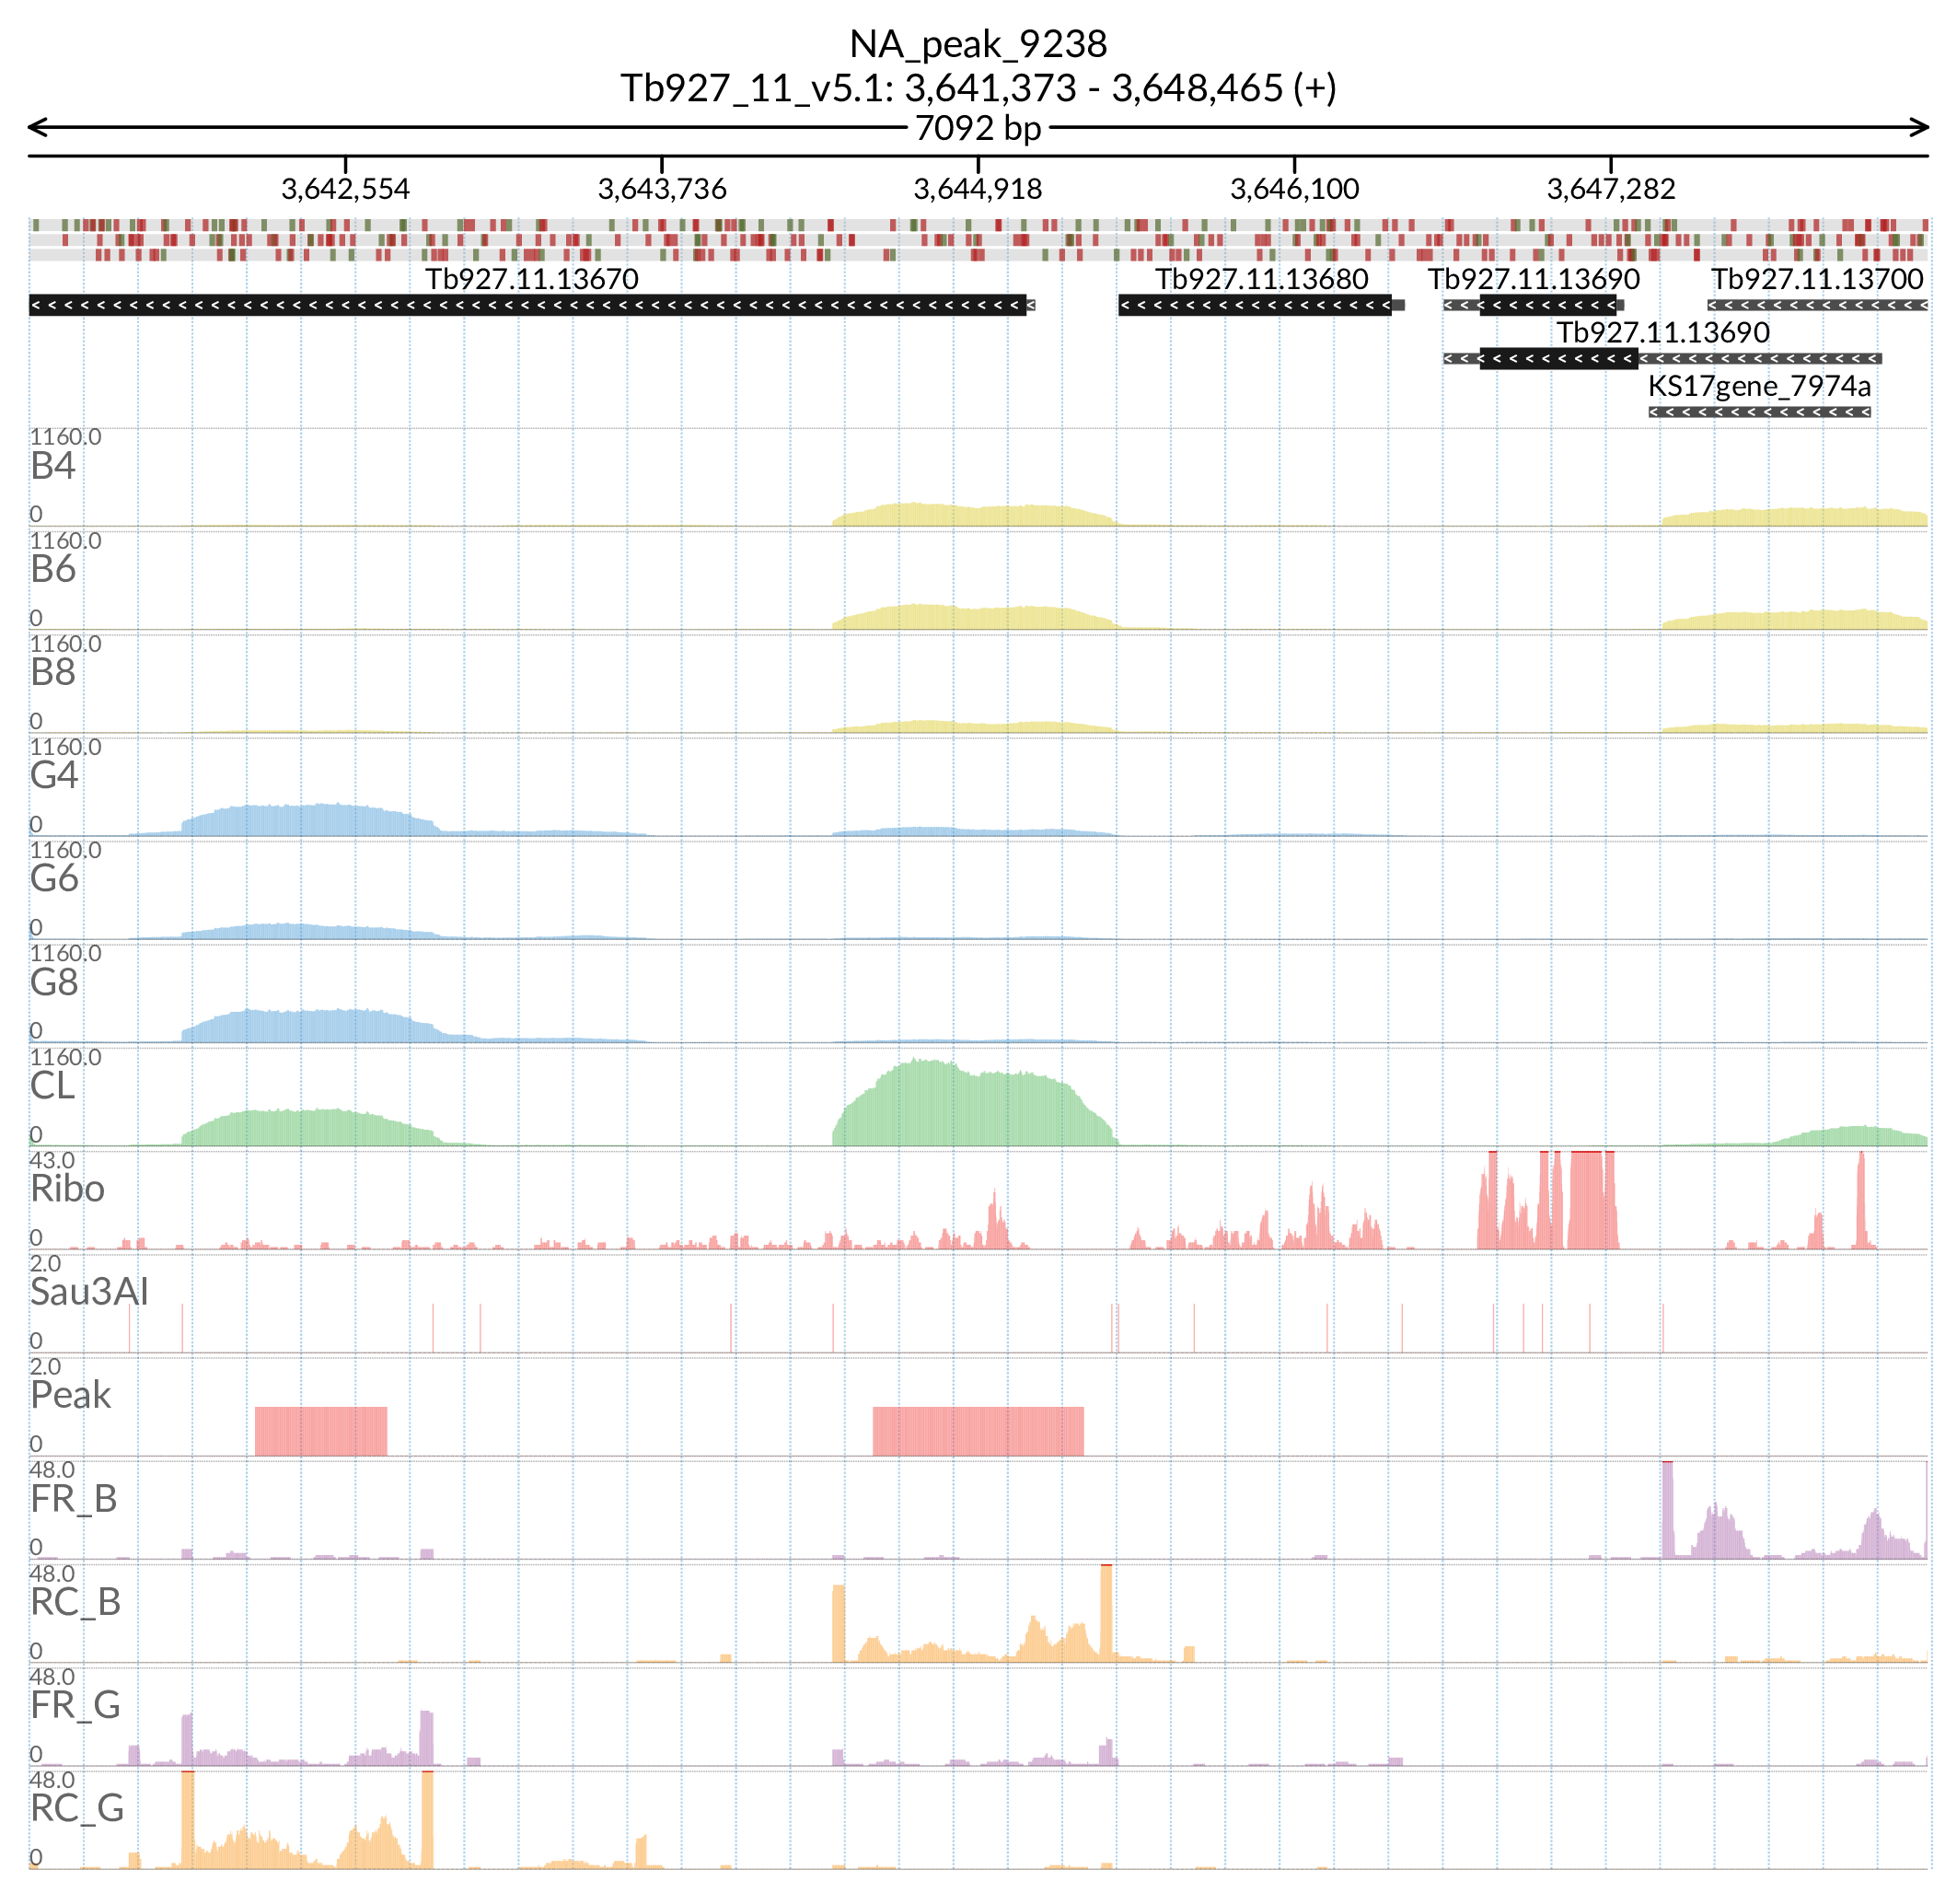 NA_peak_9238
Tb927_11_v5.1: 3,641,373 - 3,648,465 (+)
7092 bp
3,642,554 3,643,736 3,644,918 3,646,100 3,647,282
Tb927.11.13670 Tb927.11.13680 Tb927.11.13690 Tb927.11.13700
Tb927.11.13690
KS17gene_7974a
1160.0
B4
0
1160.0
B6
0
1160.0
B8
0
1160.0
G4
0
1160.0
G6
0
1160.0
G8
0
1160.0
CL
0
43.0
Ribo
0
2.0
Sau3AI
0
2.0
Peak
0
48.0
FR_B
0
48.0
RC_B
0
48.0
FR_G
0
48.0
RC_G
0